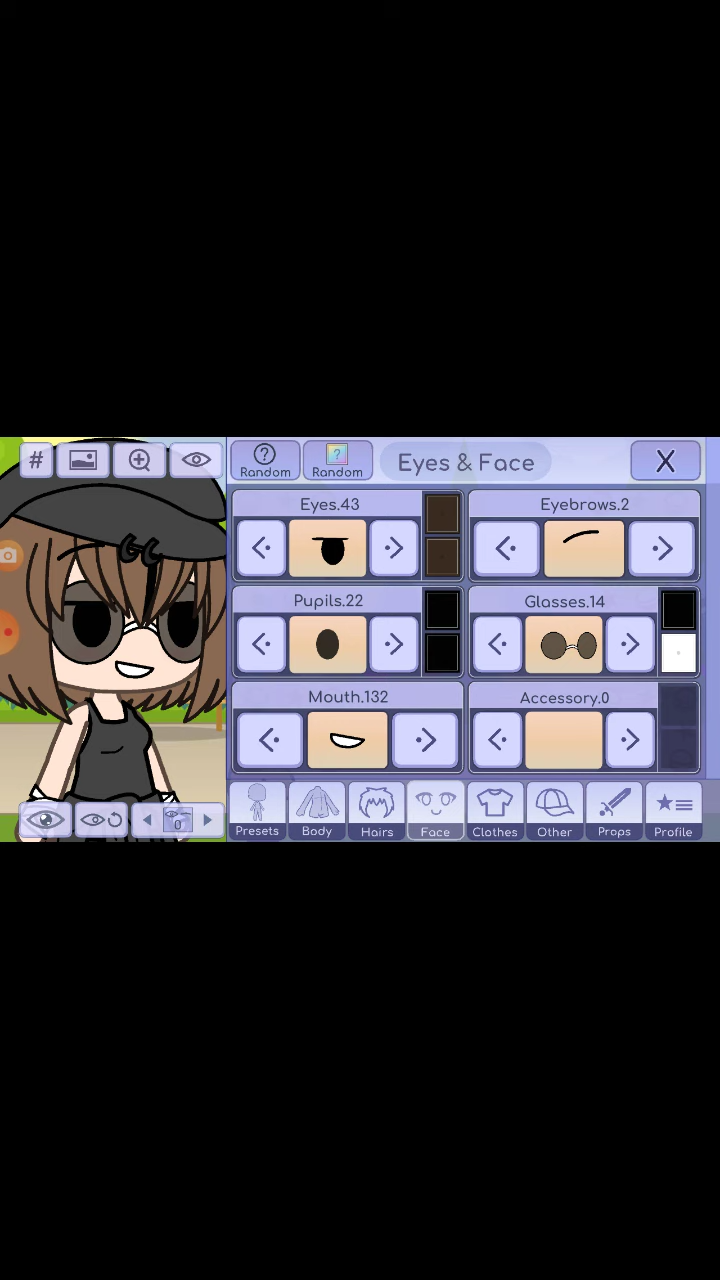 #
?
Random
?
Random
Eyes & Face
X
Eyes.43
Eyebrows.2
Pupils.22
Glasses.14
Mouth.132
Accessory.0
0
Presets
Body
Hairs
Face
Clothes
Other
Props
Profile